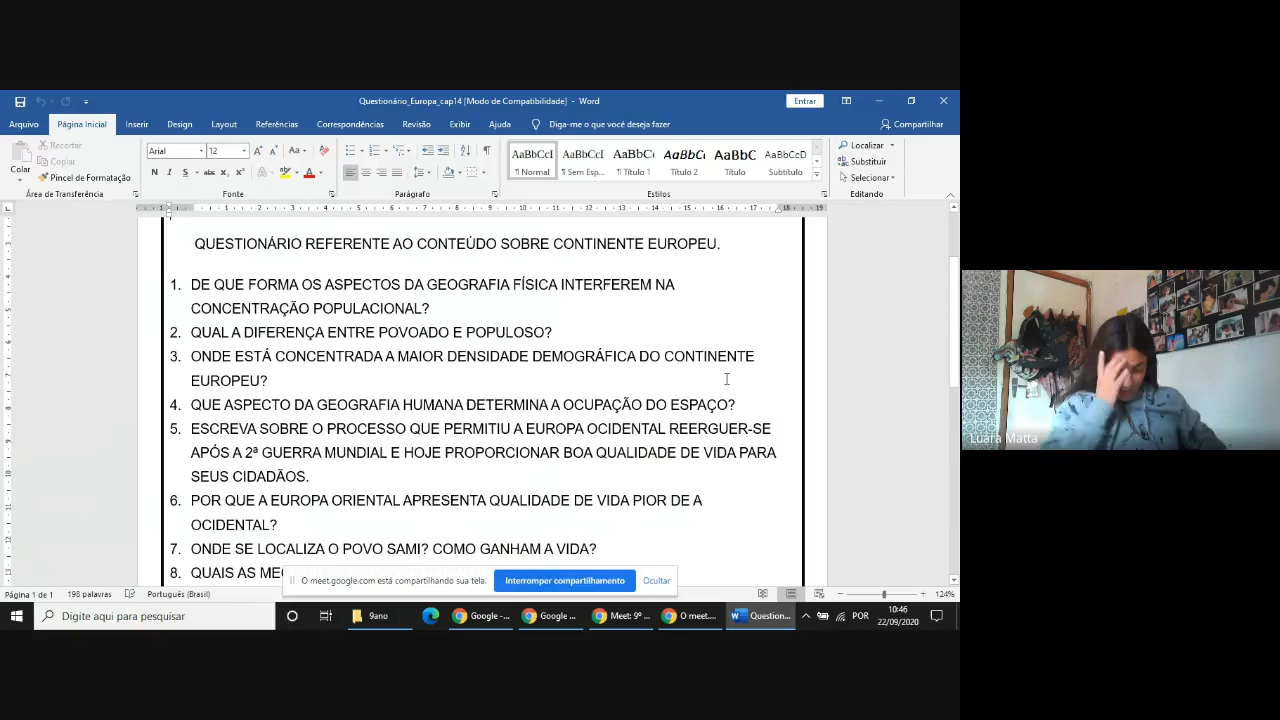 Questionário_Europa_cap14 [Modo de Compatibilidade] - Word
Entrar
Arquivo Página Inicial Inserir Design Layout Referências Correspondências Revisão Exibir Ajuda Diga-me o que você deseja fazer Compartilhar
Colar
Recortar
Copiar
Pincel de Formatação
Área de Transferência
Arial 12
N I S
Fonte
Parágrafo
AaBbCcI AaBbCcI AaBbC AaBbC AaBbC AaBbCcD
¶ Normal ¶ Sem Esp... ¶ Título 1 Título 2 Título Subtítulo
Estilos
Localizar
Substituir
Selecionar
Editando
QUESTIONÁRIO REFERENTE AO CONTEÚDO SOBRE CONTINENTE EUROPEU.
1. DE QUE FORMA OS ASPECTOS DA GEOGRAFIA FÍSICA INTERFEREM NA
CONCENTRAÇÃO POPULACIONAL?
2. QUAL A DIFERENÇA ENTRE POVOADO E POPULOSO?
3. ONDE ESTÁ CONCENTRADA A MAIOR DENSIDADE DEMOGRÁFICA DO CONTINENTE
EUROPEU?
4. QUE ASPECTO DA GEOGRAFIA HUMANA DETERMINA A OCUPAÇÃO DO ESPAÇO?
5. ESCREVA SOBRE O PROCESSO QUE PERMITIU A EUROPA OCIDENTAL REERGUER-SE
APÓS A 2ª GUERRA MUNDIAL E HOJE PROPORCIONAR BOA QUALIDADE DE VIDA PARA
SEUS CIDADÃOS.
6. POR QUE A EUROPA ORIENTAL APRESENTA QUALIDADE DE VIDA PIOR DE A
OCIDENTAL?
7. ONDE SE LOCALIZA O POVO SAMI? COMO GANHAM A VIDA?
8. QUAIS AS
O meet.google.com está compartilhando sua tela. Interromper compartilhamento Ocultar
Página 1 de 1 198 palavras Português (Brasil) 124%
Digite aqui para pesquisar
9ano
Google -...
Google ...
Meet: 9º ...
O meet....
Question...
POR
10:46
22/09/2020
Luara Matta